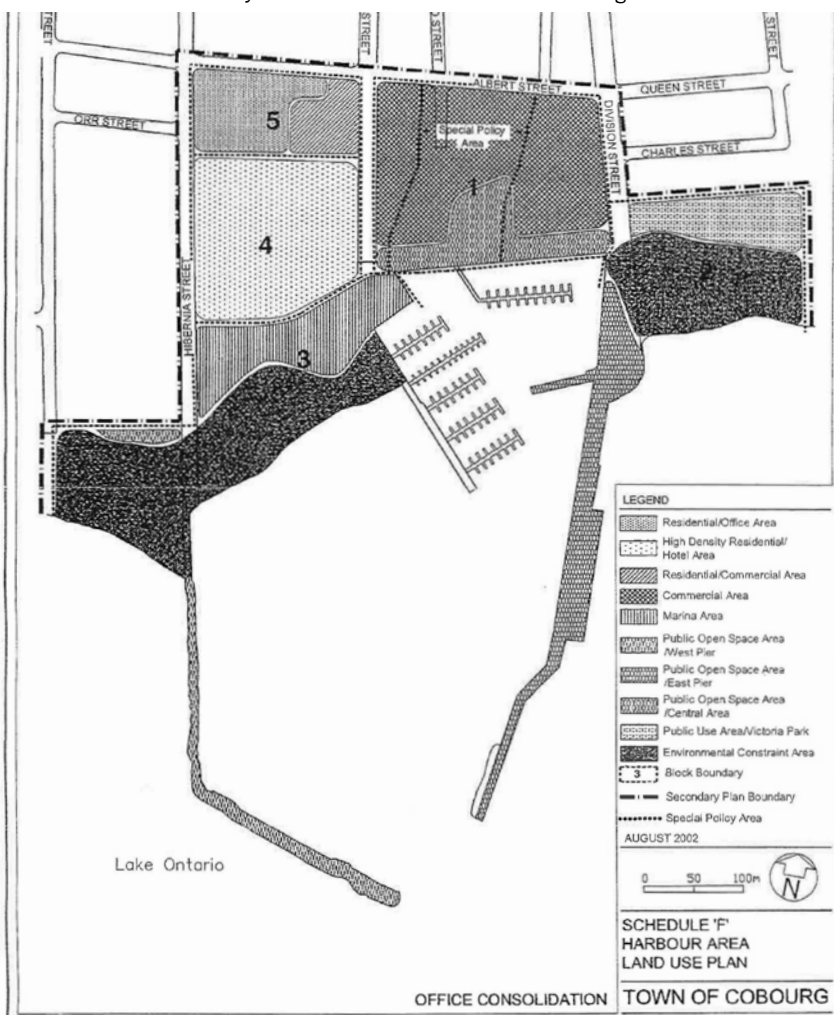 STREET
STREET
STREET
STREET
ALBERT STREET
QUEEN STREET
ORR STREET
5
Special Policy
Area
DIVISION STREET
CHARLES STREET
1
4
2
HIBERNIA STREET
3
LEGEND
Residential/Office Area
High Density Residential/
Hotel Area
Residential/Commercial Area
Commercial Area
Marina Area
Public Open Space Area
/West Pier
Public Open Space Area
/East Pier
Public Open Space Area
/Central Area
Public Use Area/Victoria Park
Environmental Constraint Area
3 Block Boundary
Secondary Plan Boundary
Special Policy Area
AUGUST 2002
0 50 100m
N
Lake Ontario
SCHEDULE 'F'
HARBOUR AREA
LAND USE PLAN
OFFICE CONSOLIDATION
TOWN OF COBOURG